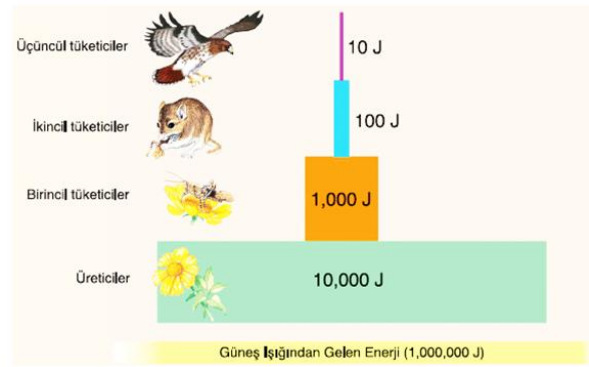 Üçüncül tüketiciler
10 J
İkincil tüketiciler
100 J
Birincil tüketiciler
1,000 J
Üreticiler
10,000 J
Güneş Işığından Gelen Enerji (1,000,000 J)